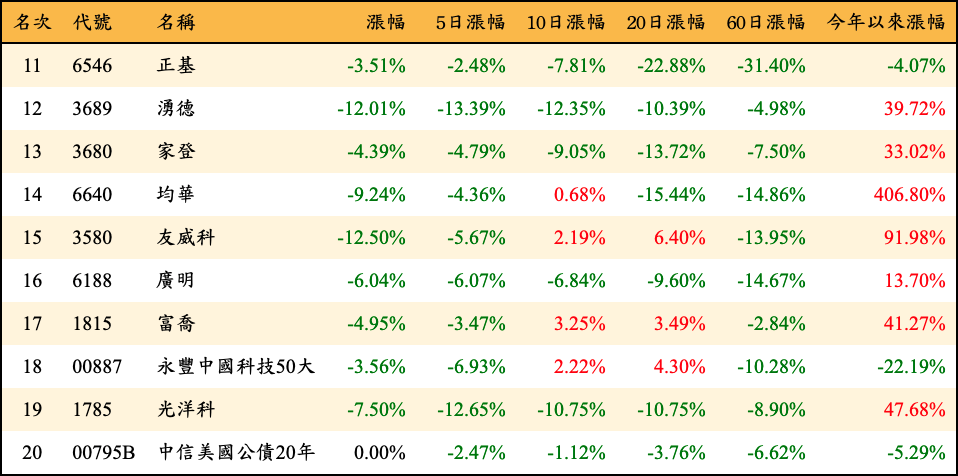 名次 代號 名稱 漲幅 5日漲幅 10日漲幅 20日漲幅 60日漲幅 今年以來漲幅
11 6546 正基 -3.51% -2.48% -7.81% -22.88% -31.40% -4.07%
12 3689 湧德 -12.01% -13.39% -12.35% -10.39% -4.98% 39.72%
13 3680 家登 -4.39% -4.79% -9.05% -13.72% -7.50% 33.02%
14 6640 均華 -9.24% -4.36% 0.68% -15.44% -14.86% 406.80%
15 3580 友威科 -12.50% -5.67% 2.19% 6.40% -13.95% 91.98%
16 6188 廣明 -6.04% -6.07% -6.84% -9.60% -14.67% 13.70%
17 1815 富喬 -4.95% -3.47% 3.25% 3.49% -2.84% 41.27%
18 00887 永豐中國科技50大 -3.56% -6.93% 2.22% 4.30% -10.28% -22.19%
19 1785 光洋科 -7.50% -12.65% -10.75% -10.75% -8.90% 47.68%
20 00795B 中信美國公債20年 0.00% -2.47% -1.12% -3.76% -6.62% -5.29%